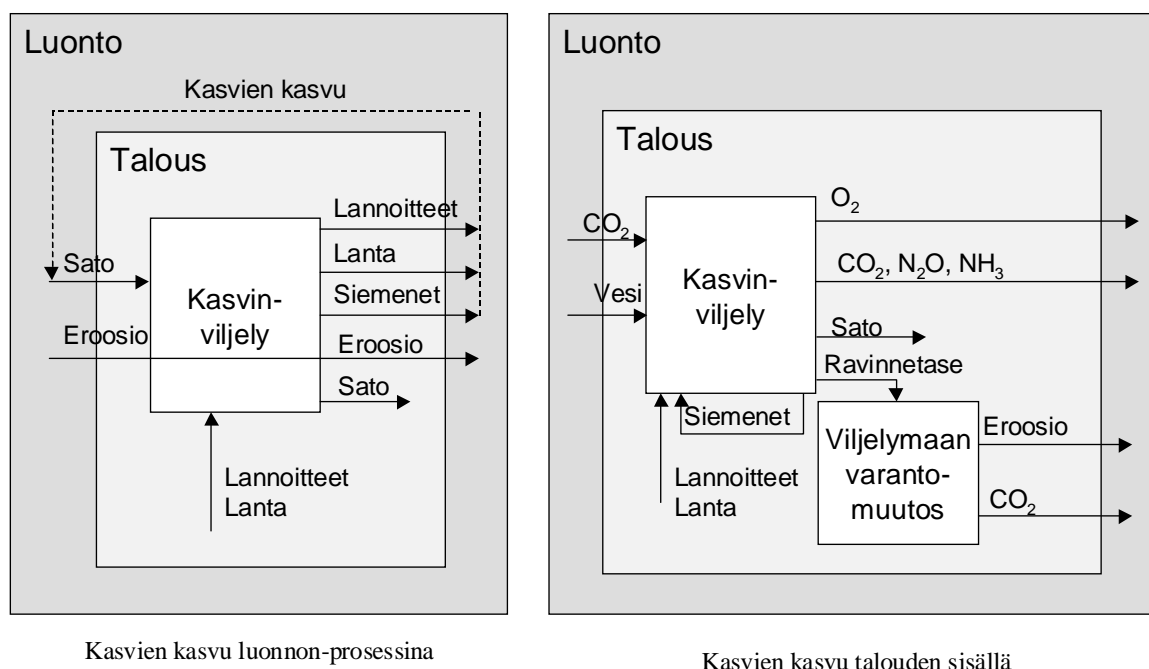 Luonto
Kasvien kasvu
Talous
Lannoitteet
Lanta
Siemenet
Sato
Kasvin-
viljely
Eroosio
Eroosio
Sato
Lannoitteet
Lanta
Kasvien kasvu luonnon-prosessina
Luonto
Talous
O₂
CO₂
CO₂, N₂O, NH₃
Vesi
Kasvin-
viljely
Sato
Ravinnetase
Siemenet
Lannoitteet
Lanta
Viljelymaan
varanto-
muutos
Eroosio
CO₂
Kasvien kasvu talouden sisällä